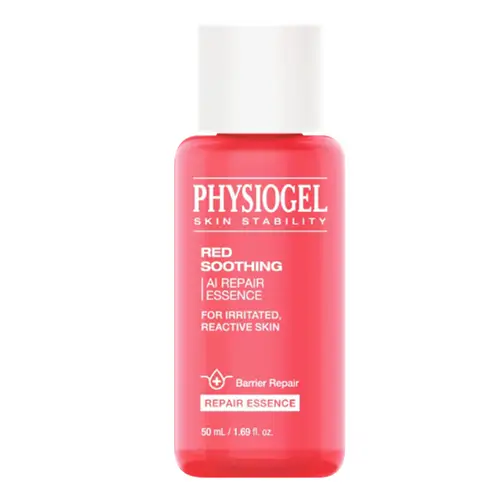 PHYSIOGEL
SKIN STABILITY
RED
SOOTHING
AI REPAIR
ESSENCE
FOR IRRITATED,
REACTIVE SKIN
Barrier Repair
REPAIR ESSENCE
50 mL / 1.69 fl. oz.